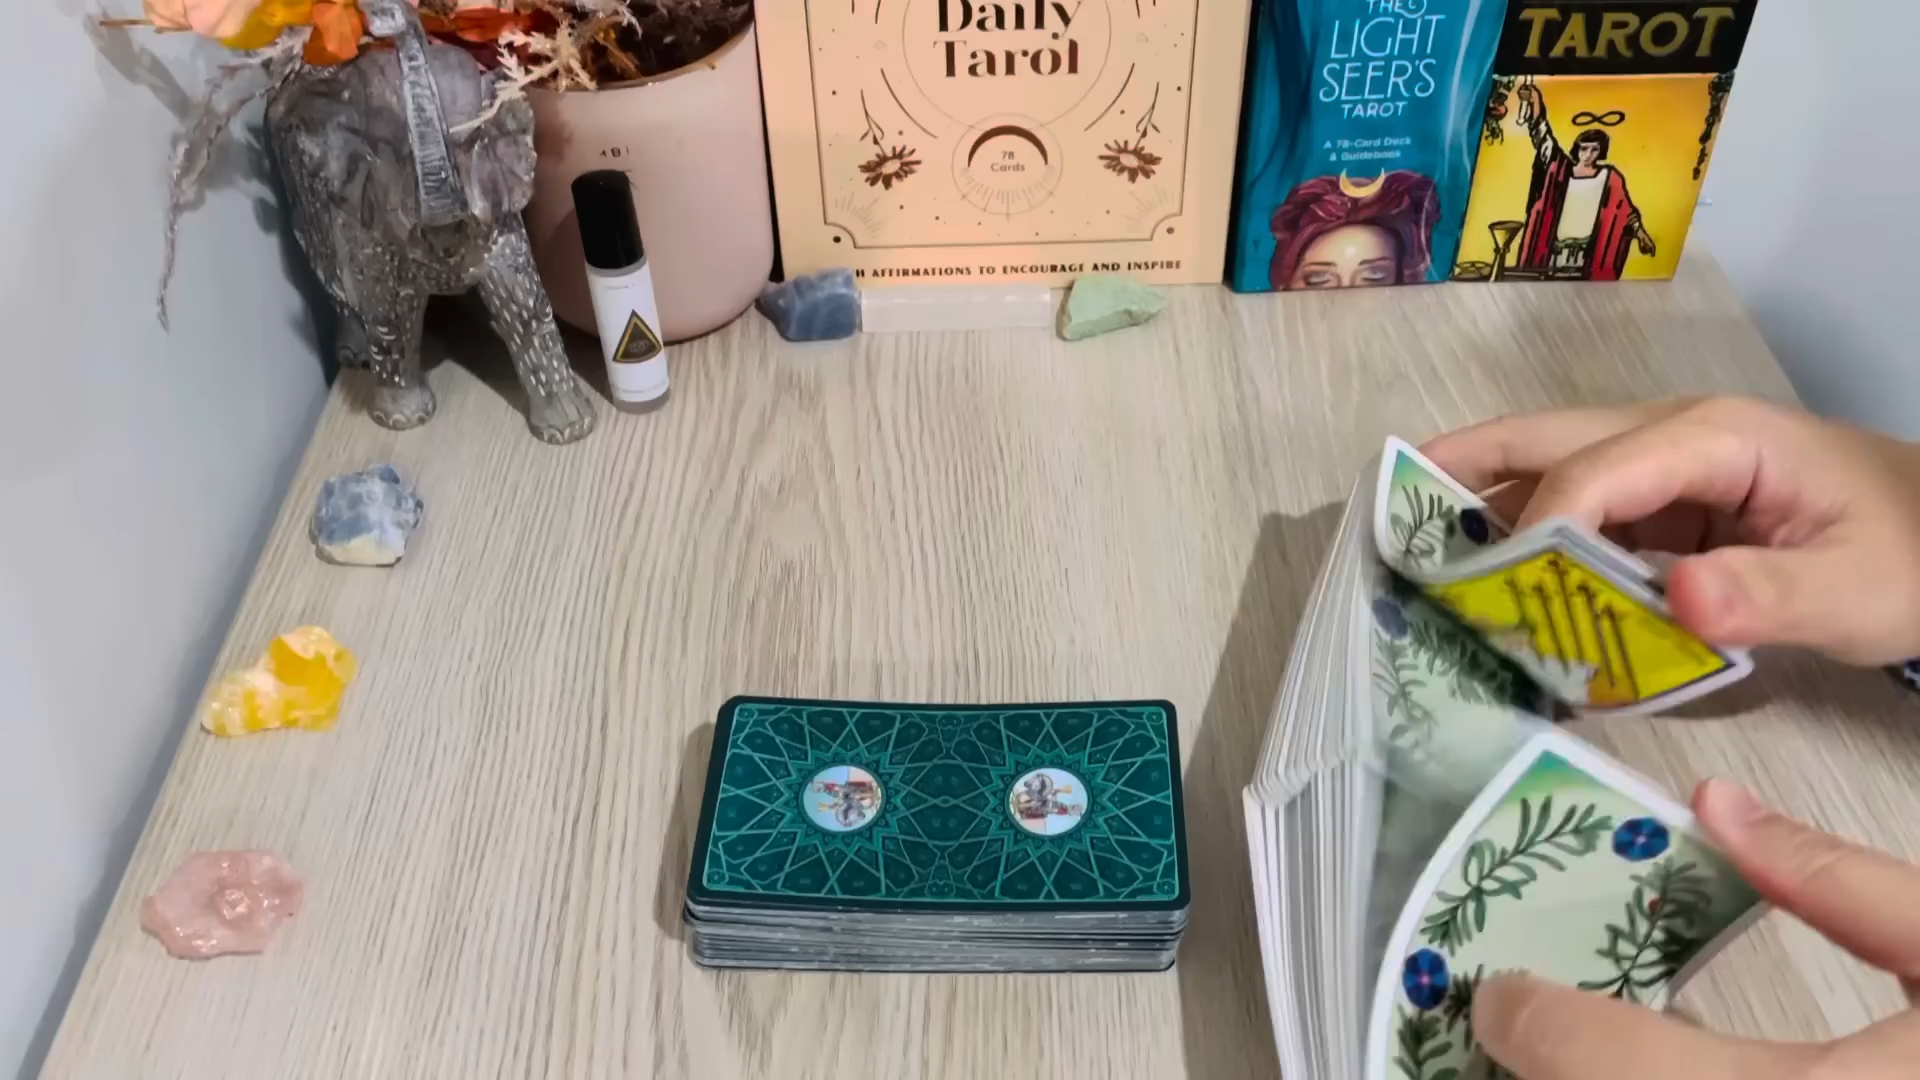 Daily
Tarot
78
Cards
H AFFIRMATIONS TO ENCOURAGE AND INSPIRE
THE
LIGHT
SEER'S
TAROT
A 78-Card Deck
& Guidebook
TAROT